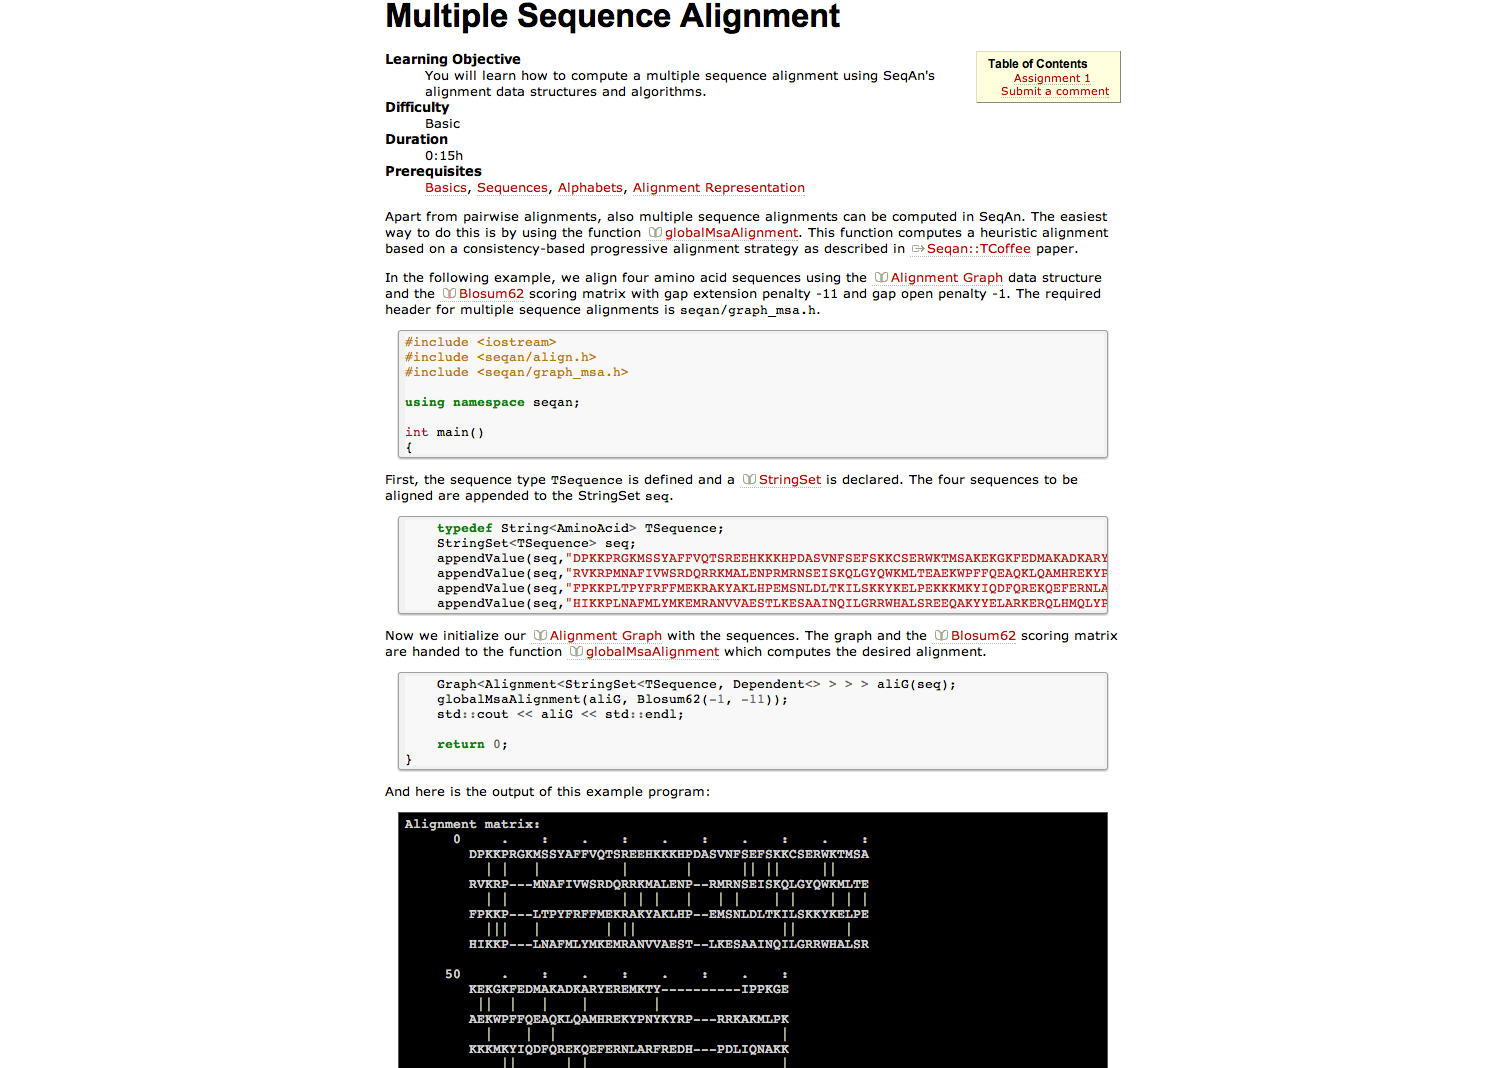 Multiple Sequence Alignment
Learning Objective
You will learn how to compute a multiple sequence alignment using SeqAn's
alignment data structures and algorithms.
Difficulty
Basic
Duration
0:15h
Prerequisites
Basics, Sequences, Alphabets, Alignment Representation
Table of Contents
Assignment 1
Submit a comment
Apart from pairwise alignments, also multiple sequence alignments can be computed in SeqAn. The easiest
way to do this is by using the function globalMsaAlignment. This function computes a heuristic alignment
based on a consistency-based progressive alignment strategy as described in Seqan::TCoffee paper.
In the following example, we align four amino acid sequences using the Alignment Graph data structure
and the Blosum62 scoring matrix with gap extension penalty -11 and gap open penalty -1. The required
header for multiple sequence alignments is seqan/graph_msa.h.
#include <iostream>
#include <seqan/align.h>
#include <seqan/graph_msa.h>
using namespace seqan;
int main()
{
First, the sequence type TSequence is defined and a StringSet is declared. The four sequences to be
aligned are appended to the StringSet seq.
typedef String<AminoAcid> TSequence;
StringSet<TSequence> seq;
appendValue(seq,"DPKKPRGKMSSYAFFVQTSREEHKKKHPDASVNFSEFSKKCSERWKTMSAKEKGKFEDMAKADKARY
appendValue(seq,"RVKRPMNAFIVWSRDQRRKMALENPRMRNSEISKQLGYQWKMLTEAEKWPFFQEAQKLQAMHREKYP
appendValue(seq,"FPKKPLTPYFRFFMEKRAKYAKLHPEMSNLDLTKILSKKYKELPEKKKMKYIQDFQREKQEFERNLA
appendValue(seq,"HIKKPLNAFMLYMKEMRANVVAESTLKESAAINQILGRRWHALSREEQAKYYELARKERQLHMQLYP
Now we initialize our Alignment Graph with the sequences. The graph and the Blosum62 scoring matrix
are handed to the function globalMsaAlignment which computes the desired alignment.
Graph<Alignment<StringSet<TSequence, Dependent<> > > > aliG(seq);
globalMsaAlignment(aliG, Blosum62(-1, -11));
std::cout << aliG << std::endl;
return 0;
}
And here is the output of this example program:
Alignment matrix:
0 . : . : . : . : . :
DPKKPRGKMSSYAFFVQTSREEHKKKHPDASVNFSEFSKKCSERWKTMSA
| | | | | || || ||
RVKRP---MNAFIVWSRDQRRKMALENP--RMRNSEISKQLGYQWKMLTE
| | | | | | | | | | | | |
FPKKP---LTPYFRFFMEKRAKYAKLHP--EMSNLDLTKILSKKYKELPE
||| | | || || |
HIKKP---LNAFMLYMKEMRANVVAEST--LKESAAINQILGRRWHALSR
50 . : . : . : . :
KEKGKFEDMAKADKARYEREMKTY----------IPPKGE
|| | | | |
AEKWPFFQEAQKLQAMHREKYPNYKYRP---RRKAKMLPK
| | | |
KKKMKYIQDFQREKQEFERNLARFREDH---PDLIQNAKK
|| | | |